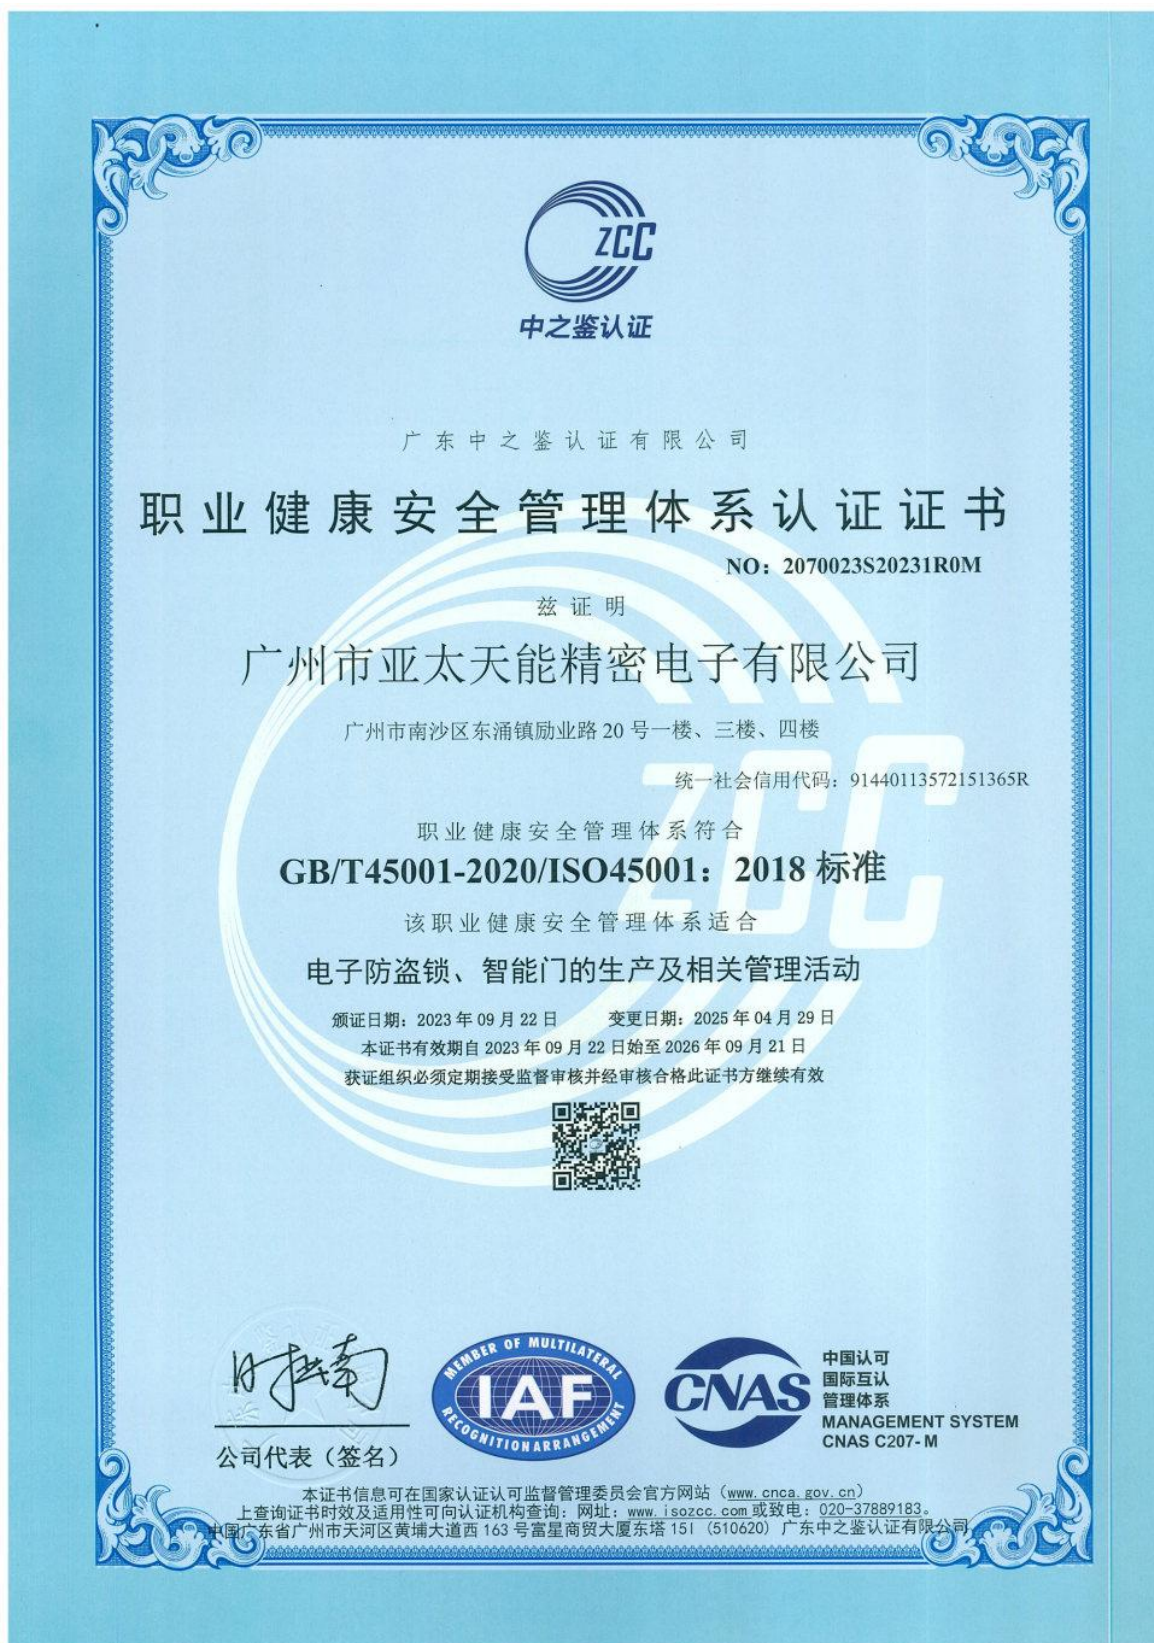 ZCC
中之鉴认证
广东中之鉴认证有限公司
职业健康安全管理体系认证证书
NO：2070023S20231R0M
兹证明
广州市亚太天能精密电子有限公司
广州市南沙区东涌镇励业路20号一楼、三楼、四楼
统一社会信用代码：91440113572151365R
职业健康安全管理体系符合
GB/T45001-2020/ISO45001：2018标准
该职业健康安全管理体系适合
电子防盗锁、智能门的生产及相关管理活动
颁证日期：2023年09月22日 变更日期：2025年04月29日
本证书有效期自2023年09月22日始至2026年09月21日
获证组织必须定期接受监督审核并经审核合格此证书方继续有效
ZCC
公司代表（签名）
MEMBER OF MULTILATERAL
IAF
RECOGNITION ARRANGEMENT
CNAS
中国认可
国际互认
管理体系
MANAGEMENT SYSTEM
CNAS C207-M
本证书信息可在国家认证认可监督管理委员会官方网站（www.cnca.gov.cn）
上查询证书时效及适用性可向认证机构查询：网址：www.isozcc.com或致电：020-37889183。
中国广东省广州市天河区黄埔大道西163号富星商贸大厦东塔15I（510620）广东中之鉴认证有限公司